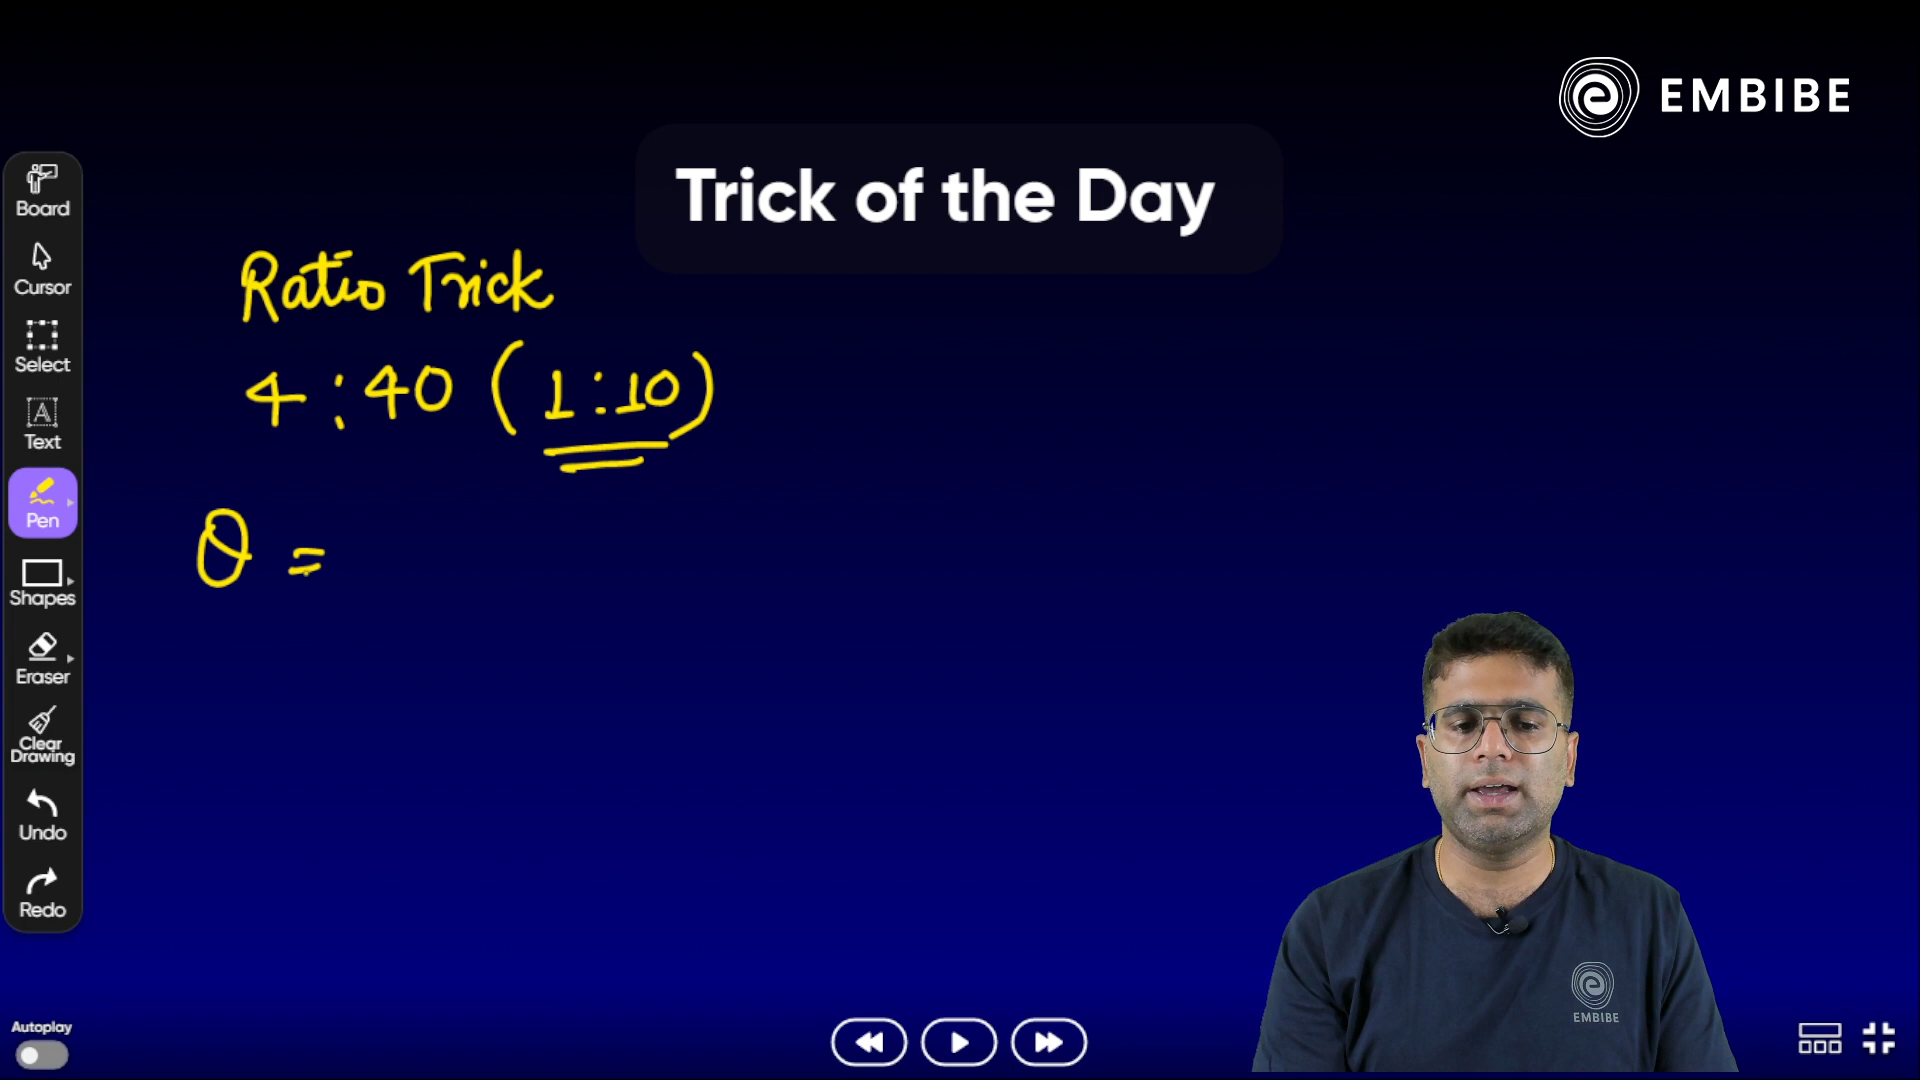 EMBIBE
Trick of the Day
Board
Cursor
Select
Text
Pen
Shapes
Eraser
Clear
Drawing
Undo
Redo
Autoplay
Ratio Trick
4 : 40 (1 : 10)
θ =
EMBIBE